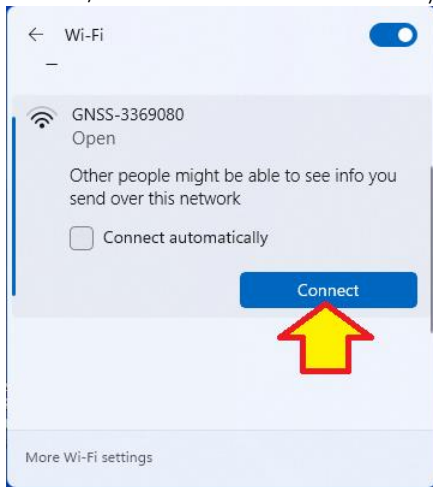 Wi-Fi
GNSS-3369080
Open
Other people might be able to see info you
send over this network
Connect automatically
Connect
More Wi-Fi settings